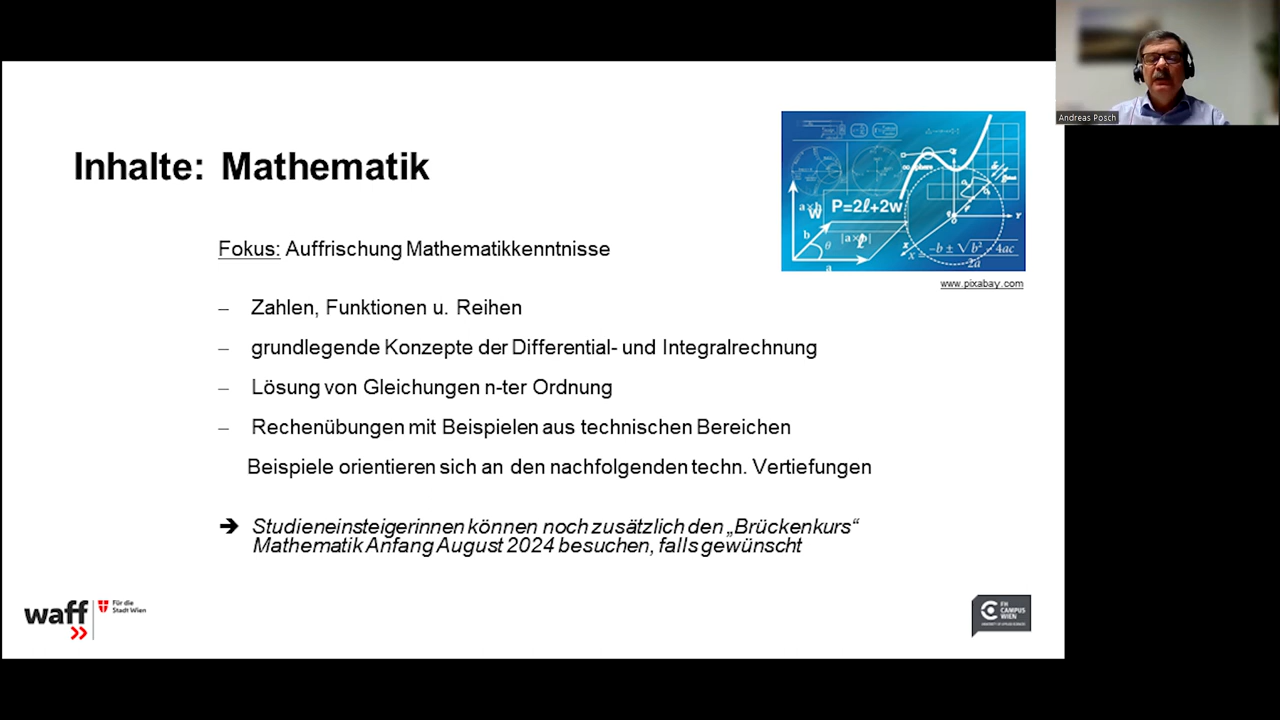 Andreas Posch
Inhalte: Mathematik
P=2ℓ+2w
www.pixabay.com
Fokus: Auffrischung Mathematikkenntnisse
– Zahlen, Funktionen u. Reihen
– grundlegende Konzepte der Differential- und Integralrechnung
– Lösung von Gleichungen n-ter Ordnung
– Rechenübungen mit Beispielen aus technischen Bereichen
Beispiele orientieren sich an den nachfolgenden techn. Vertiefungen
➔ Studieneinsteigerinnen können noch zusätzlich den „Brückenkurs“
Mathematik Anfang August 2024 besuchen, falls gewünscht
waff
Für die
Stadt Wien
FH
CAMPUS
WIEN